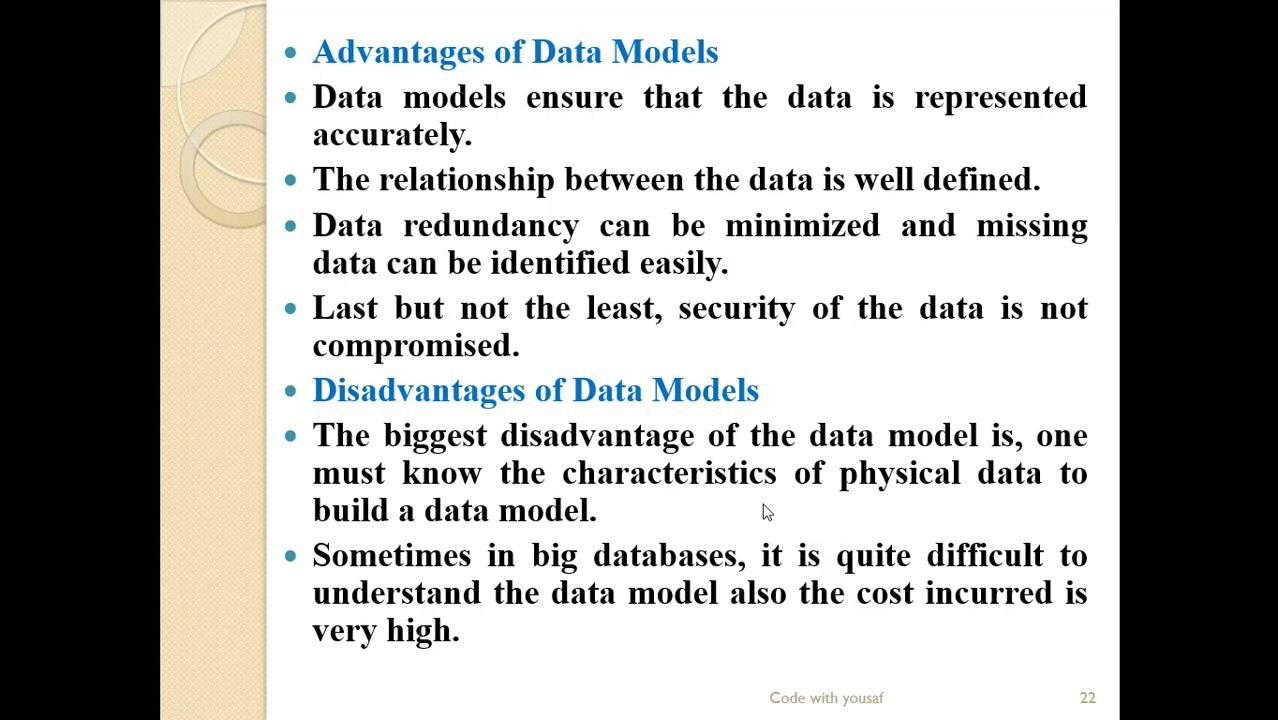 Advantages of Data Models
Data models ensure that the data is represented
accurately.
The relationship between the data is well defined.
Data redundancy can be minimized and missing
data can be identified easily.
Last but not the least, security of the data is not
compromised.
Disadvantages of Data Models
The biggest disadvantage of the data model is, one
must know the characteristics of physical data to
build a data model.
Sometimes in big databases, it is quite difficult to
understand the data model also the cost incurred is
very high.
Code with yousaf 22